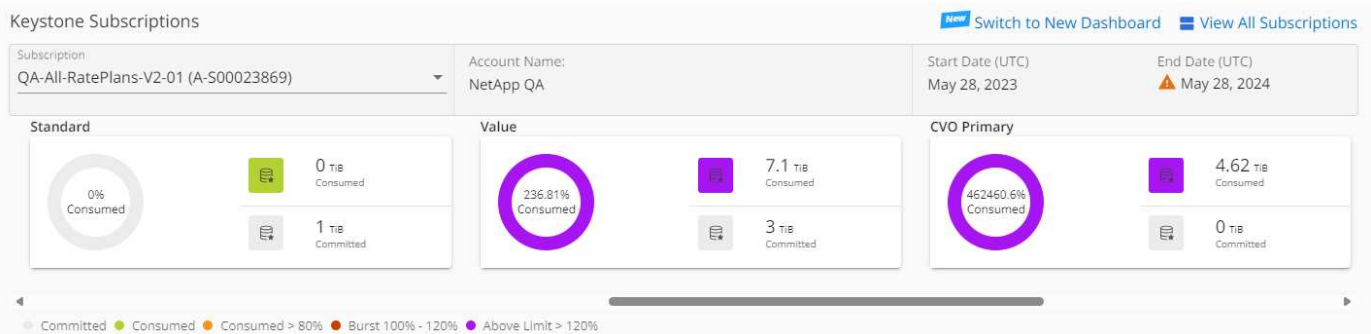 Keystone Subscriptions
New Switch to New Dashboard View All Subscriptions
Subscription
QA-All-RatePlans-V2-01 (A-S00023869)
Account Name:
NetApp QA
Start Date (UTC)
May 28, 2023
End Date (UTC)
May 28, 2024
Standard
0%
Consumed
0 TiB
Consumed
1 TiB
Committed
Value
236.81%
Consumed
7.1 TiB
Consumed
3 TiB
Committed
CVO Primary
462460.6%
Consumed
4.62 TiB
Consumed
0 TiB
Committed
Committed Consumed Consumed > 80% Burst 100% - 120% Above Limit > 120%